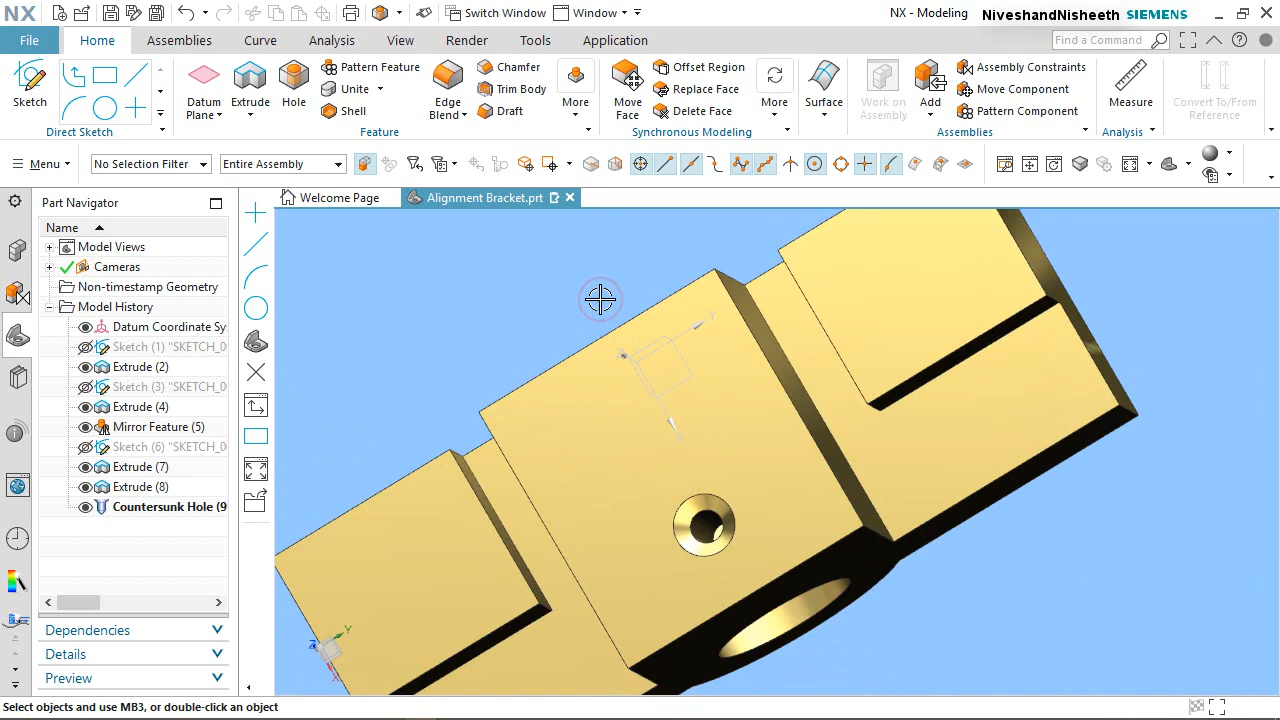 NX
Switch Window
Window
NX - Modeling
NiveshandNisheeth
SIEMENS
File
Home
Assemblies
Curve
Analysis
View
Render
Tools
Application
Find a Command
Sketch
Direct Sketch
Datum Plane
Extrude
Hole
Pattern Feature
Unite
Shell
Edge Blend
Chamfer
Trim Body
Draft
More
Feature
Move Face
Offset Region
Replace Face
Delete Face
More
Synchronous Modeling
Surface
Work on Assembly
Add
Assembly Constraints
Move Component
Pattern Component
Assemblies
Measure
Analysis
Convert To/From Reference
Menu
No Selection Filter
Entire Assembly
Part Navigator
Welcome Page
Alignment Bracket.prt
Name
Model Views
Cameras
Non-timestamp Geometry
Model History
Datum Coordinate Sy
Sketch (1) "SKETCH_0
Extrude (2)
Sketch (3) "SKETCH_0
Extrude (4)
Mirror Feature (5)
Sketch (6) "SKETCH_0
Extrude (7)
Extrude (8)
Countersunk Hole (9
Dependencies
Details
Preview
Y
Z
X
Select objects and use MB3, or double-click an object